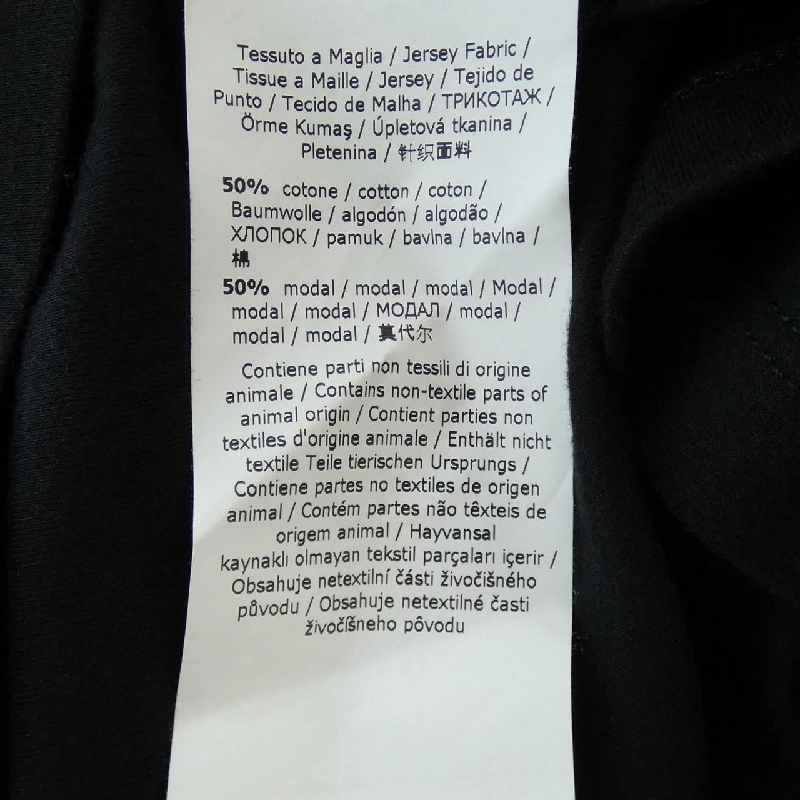 Tessuto a Maglia / Jersey Fabric /
Tissue a Maille / Jersey / Tejido de
Punto / Tecido de Malha / ТРИКОТАЖ /
Örme Kumaş / Úpletová tkanina /
Pletenina / 针织面料
50% cotone / cotton / coton /
Baumwolle / algodón / algodão /
ХЛОПОК / pamuk / bavlna / bavlna /
棉
50% modal / modal / modal / Modal /
modal / modal / МОДАЛ / modal /
modal / modal / 莫代尔
Contiene parti non tessili di origine
animale / Contains non-textile parts of
animal origin / Contient parties non
textiles d'origine animale / Enthält nicht
textile Teile tierischen Ursprungs /
Contiene partes no textiles de origen
animal / Contém partes não têxteis de
origem animal / Hayvansal
kaynaklı olmayan tekstil parçaları içerir /
Obsahuje netextilní části živočišného
původu / Obsahuje netextilné časti
živočíšneho pôvodu